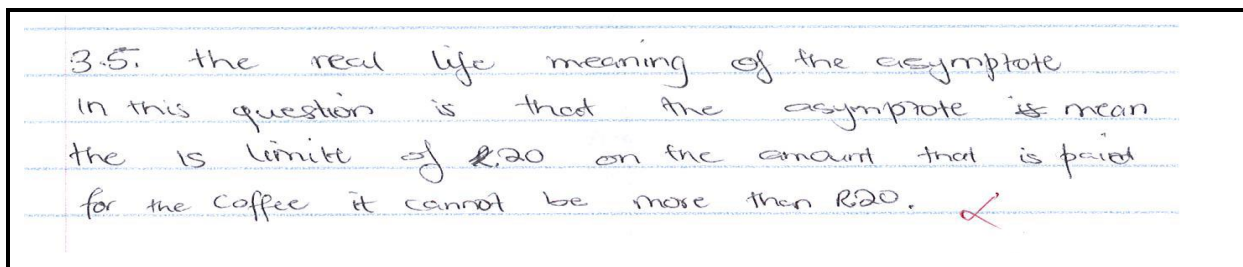 3.5. the real life meaning of the asymptote
in this question is that the asymptote is mean
the is limitt of R20 on the amount that is paid
for the coffee it cannot be more than R20.